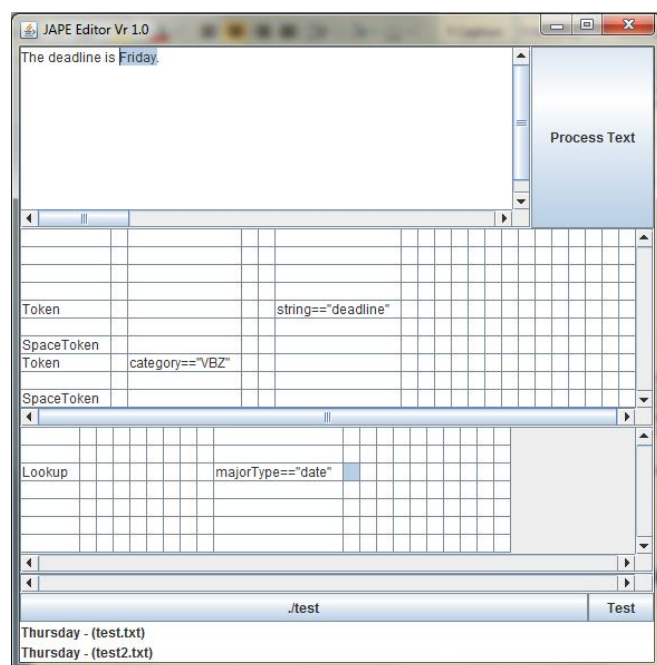 JAPE Editor Vr 1.0
The deadline is Friday.
Process Text
Token string=="deadline"
SpaceToken
Token category=="VBZ"
SpaceToken
Lookup majorType=="date"
./test Test
Thursday - (test.txt)
Thursday - (test2.txt)